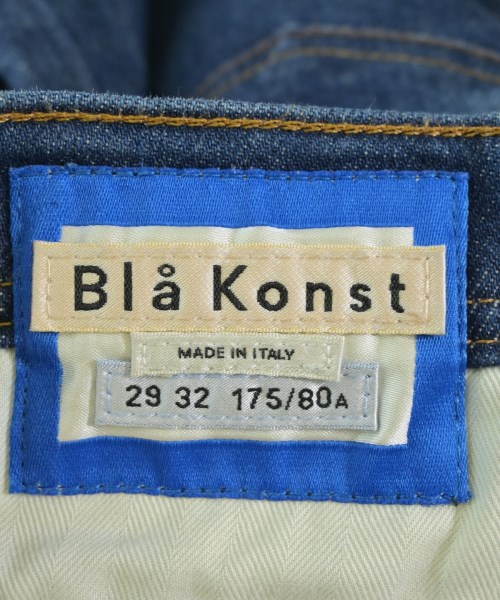 Blå Konst
MADE IN ITALY
29 32 175/80A